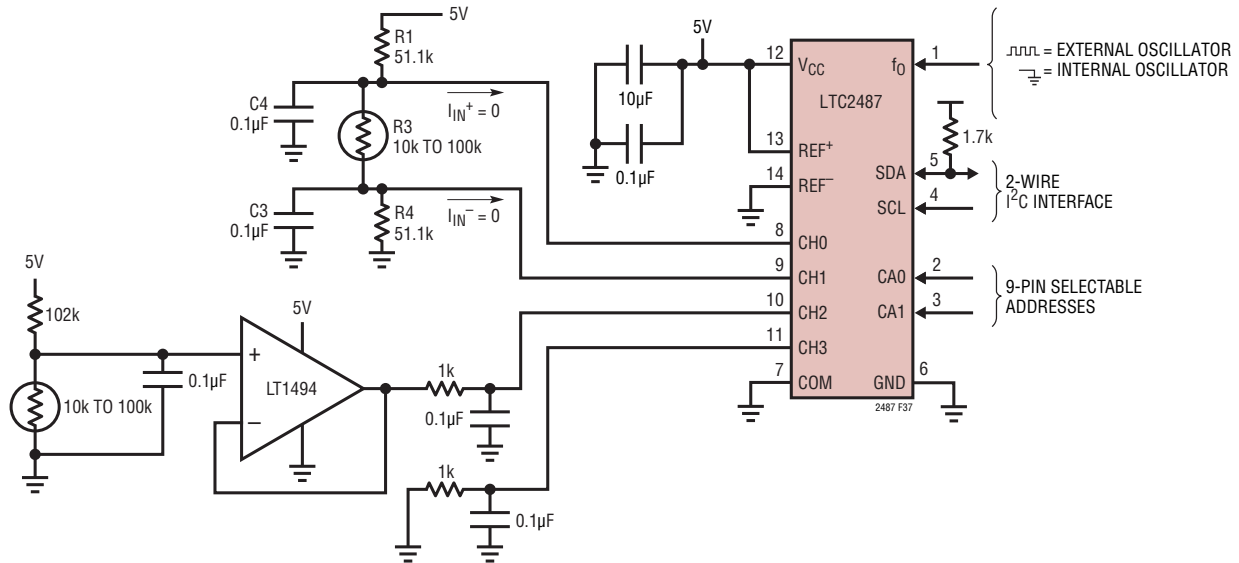 5V
R1
51.1k
C4
0.1µF
IIN+ = 0
R3
10k TO 100k
C3
0.1µF
R4
51.1k
IIN− = 0
5V
102k
10k TO 100k
0.1µF
5V
+
LT1494
−
1k
0.1µF
1k
0.1µF
5V
10µF
0.1µF
12
VCC
13
REF+
14
REF−
8
CH0
9
CH1
10
CH2
11
CH3
7
COM
LTC2487
fO
1
SDA
5
SCL
4
CA0
2
CA1
3
GND
6
2487 F37
= EXTERNAL OSCILLATOR
= INTERNAL OSCILLATOR
1.7k
2-WIRE
I2C INTERFACE
9-PIN SELECTABLE
ADDRESSES